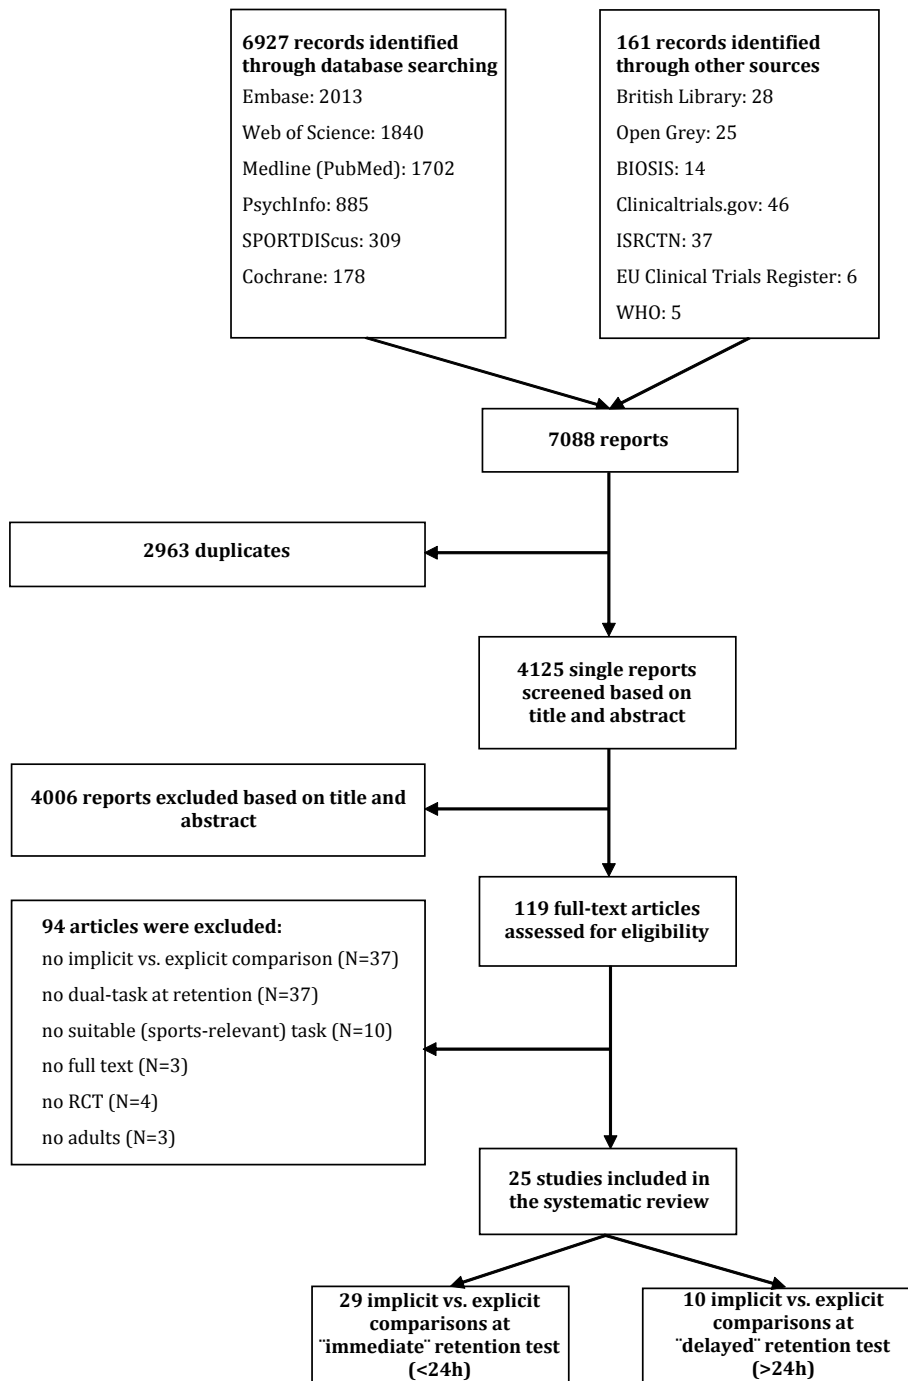 6927 records identified
through database searching
Embase: 2013
Web of Science: 1840
Medline (PubMed): 1702
PsychInfo: 885
SPORTDIScus: 309
Cochrane: 178
161 records identified
through other sources
British Library: 28
Open Grey: 25
BIOSIS: 14
Clinicaltrials.gov: 46
ISRCTN: 37
EU Clinical Trials Register: 6
WHO: 5
7088 reports
2963 duplicates
4125 single reports
screened based on
title and abstract
4006 reports excluded based on title and
abstract
119 full-text articles
assessed for eligibility
94 articles were excluded:
no implicit vs. explicit comparison (N=37)
no dual-task at retention (N=37)
no suitable (sports-relevant) task (N=10)
no full text (N=3)
no RCT (N=4)
no adults (N=3)
25 studies included in
the systematic review
29 implicit vs. explicit
comparisons at
¨immediate¨ retention test
(<24h)
10 implicit vs. explicit
comparisons at
¨delayed¨ retention test
(>24h)